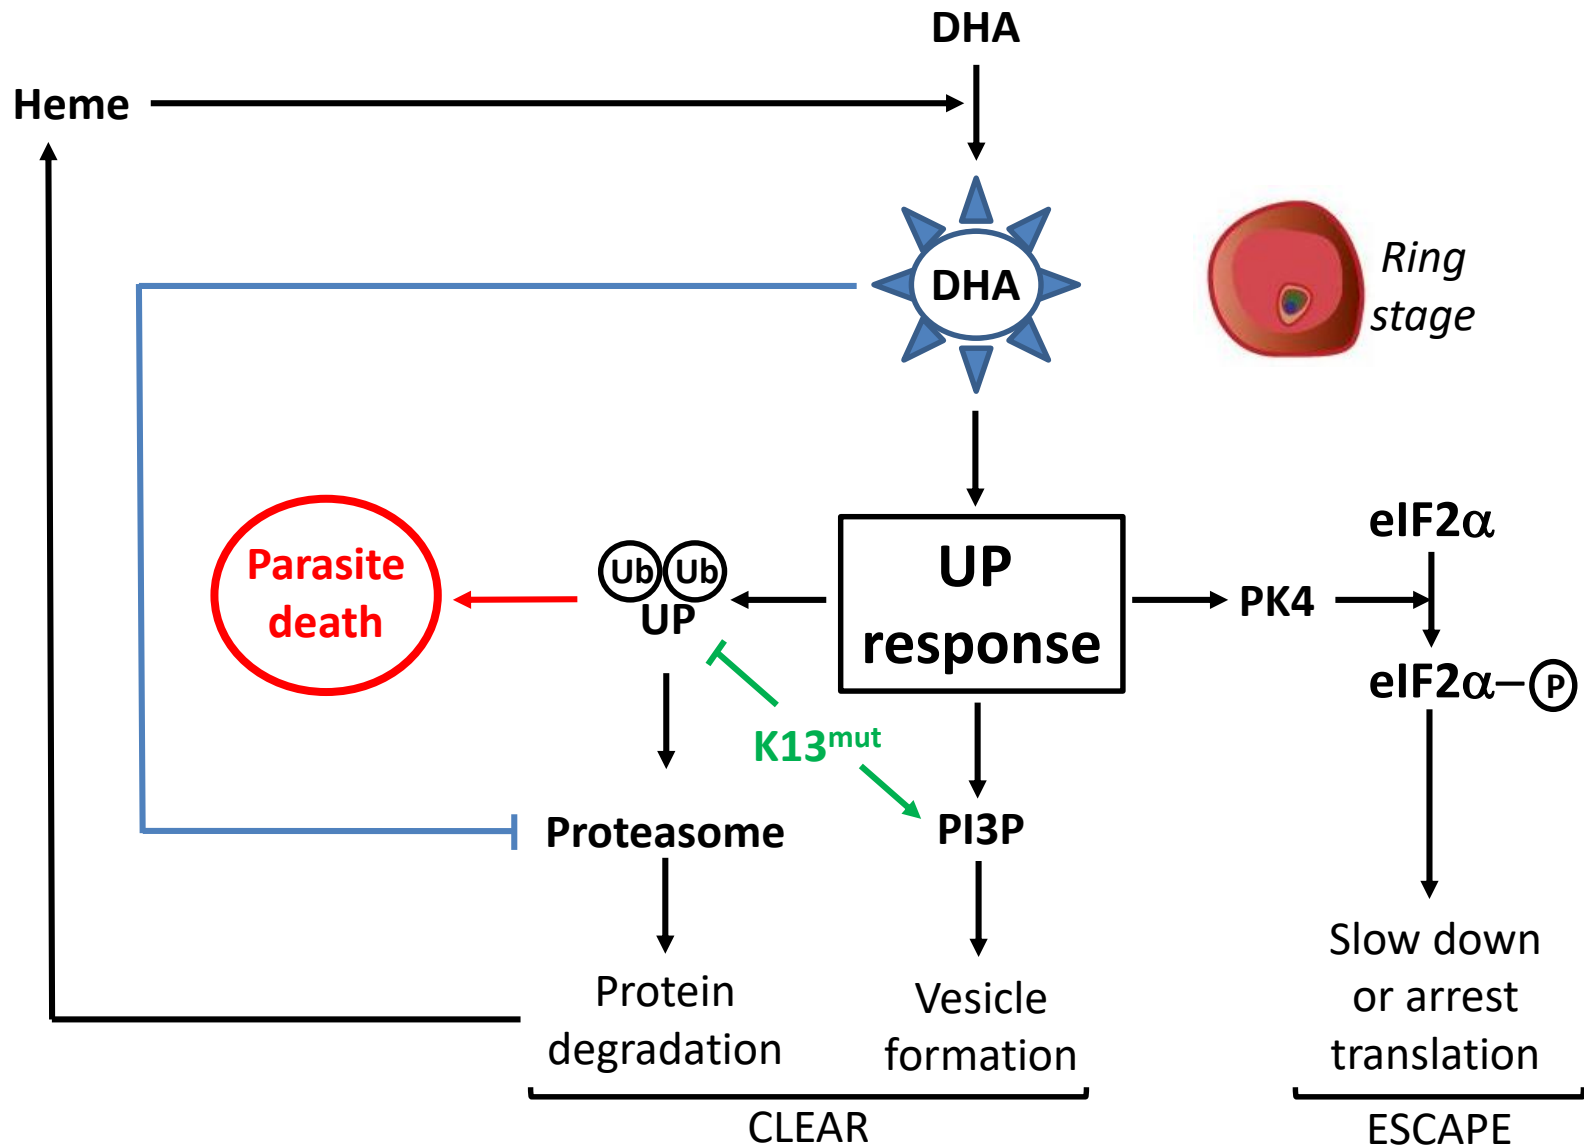 DHA
Heme
DHA
Ring
stage
Parasite
death
Ub Ub
UP
UP
response
PK4
eIF2α
eIF2α–P
K13mut
Proteasome
PI3P
Protein
degradation
Vesicle
formation
Slow down
or arrest
translation
CLEAR
ESCAPE